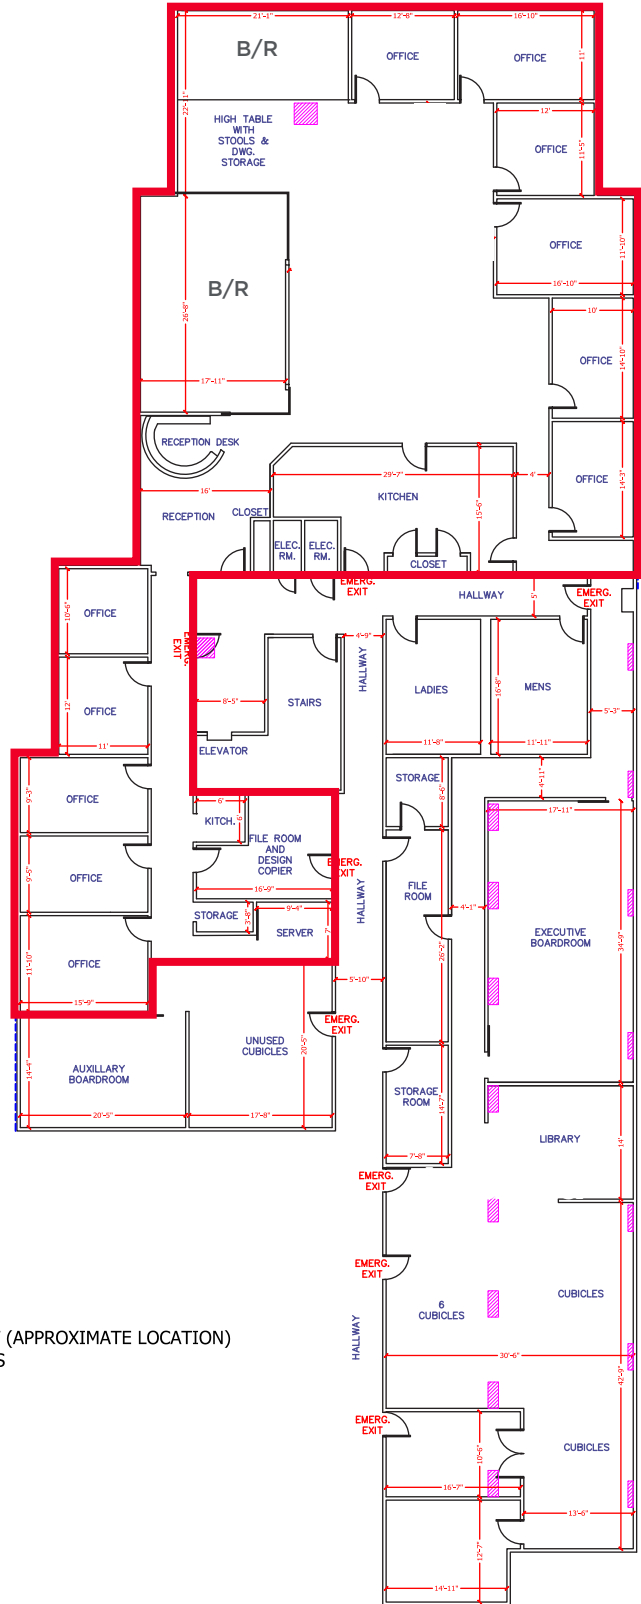 21'-1"
12'-8"
16'-10"
B/R
OFFICE
OFFICE
11'
22'-11"
HIGH TABLE
WITH
STOOLS &
DWG.
STORAGE
12'
OFFICE
11'-5"
OFFICE
11'-10"
16'-10"
B/R
26'-8"
10'
OFFICE
14'-10"
17'-11"
RECEPTION DESK
29'-7"
4'
KITCHEN
OFFICE
14'-3"
16'
15'-6"
RECEPTION
CLOSET
ELEC.
RM.
ELEC.
RM.
CLOSET
EMERG.
EXIT
HALLWAY
5'
EMERG.
EXIT
10'-6"
OFFICE
EMERG.
EXIT
4'-9"
HALLWAY
LADIES
16'-8"
MENS
8'-5"
STAIRS
12'
OFFICE
11'
5'-3"
11'-8"
11'-11"
ELEVATOR
STORAGE
8'-6"
4'-11"
9'-3"
OFFICE
6'
KITCH.
6'
17'-11"
FILE ROOM
AND
DESIGN
COPIER
EMERG.
EXIT
9'-5"
OFFICE
16'-9"
HALLWAY
FILE
ROOM
4'-1"
STORAGE
3'-8"
9'-4"
SERVER
7'
EXECUTIVE
BOARDROOM
34'-9"
26'-2"
11'-10"
OFFICE
15'-9"
5'-10"
EMERG.
EXIT
14'-4"
AUXILLARY
BOARDROOM
UNUSED
CUBICLES
20'-5"
STORAGE
ROOM
14'-7"
20'-5"
17'-8"
LIBRARY
14'
7'-8"
EMERG.
EXIT
EMERG.
EXIT
6
CUBICLES
CUBICLES
(APPROXIMATE LOCATION)
S
HALLWAY
30'-6"
42'-9"
EMERG.
EXIT
10'-6"
CUBICLES
16'-7"
13'-6"
12'-7"
14'-11"